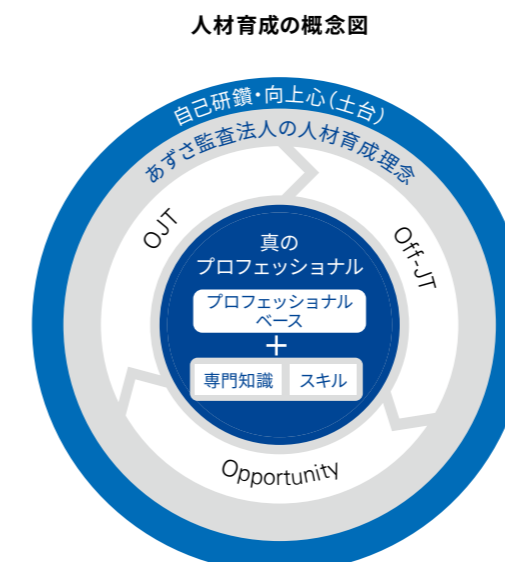 人材育成の概念図
自己研鑽・向上心(土台)
あずさ監査法人の人材育成理念
OJT
Off-JT
真の
プロフェッショナル
プロフェッショナル
ベース
+
専門知識 スキル
Opportunity